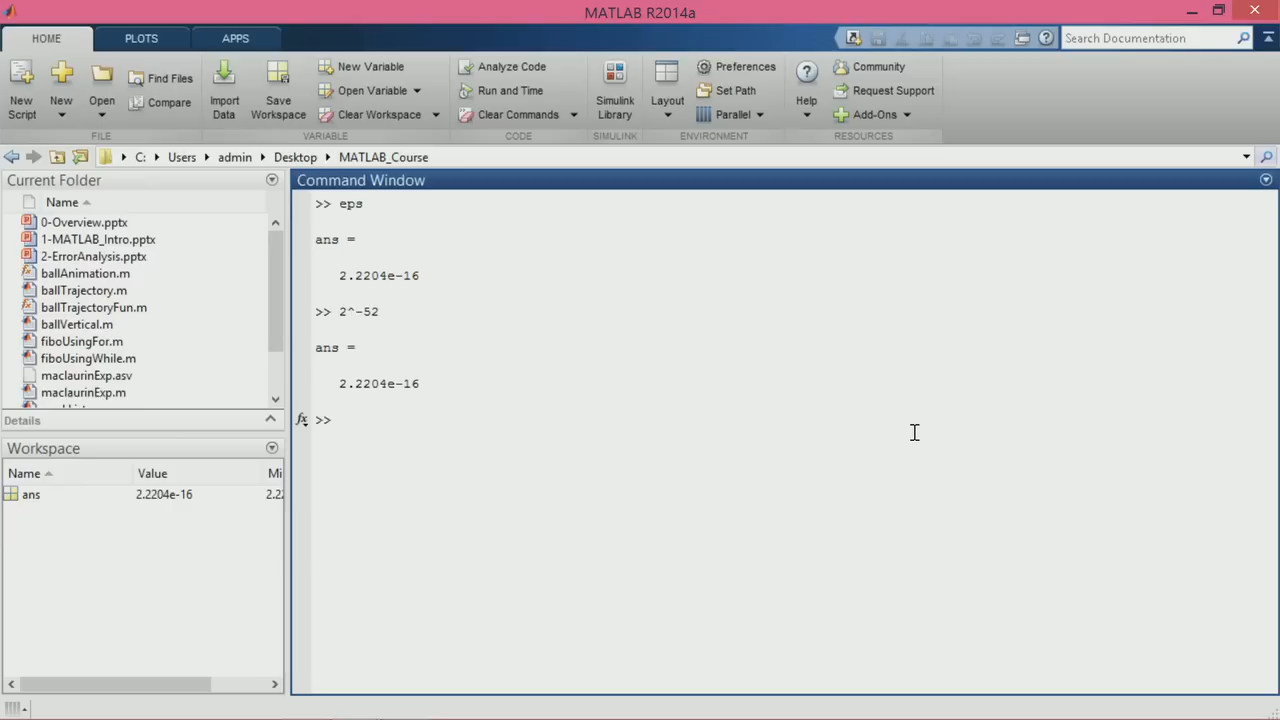 MATLAB R2014a
HOME PLOTS APPS
Search Documentation
New Script
New
Open
Find Files
Compare
FILE
Import Data
Save Workspace
New Variable
Open Variable
Clear Workspace
VARIABLE
Analyze Code
Run and Time
Clear Commands
CODE
Simulink Library
SIMULINK
Layout
Preferences
Set Path
Parallel
ENVIRONMENT
Help
Community
Request Support
Add-Ons
RESOURCES
C: Users admin Desktop MATLAB_Course
Current Folder
Name
0-Overview.pptx
1-MATLAB_Intro.pptx
2-ErrorAnalysis.pptx
ballAnimation.m
ballTrajectory.m
ballTrajectoryFun.m
ballVertical.m
fiboUsingFor.m
fiboUsingWhile.m
maclaurinExp.asv
maclaurinExp.m
Details
Workspace
Name Value Mi
ans 2.2204e-16 2.22
Command Window
>> eps
ans =
2.2204e-16
>> 2^-52
ans =
2.2204e-16
fx >>